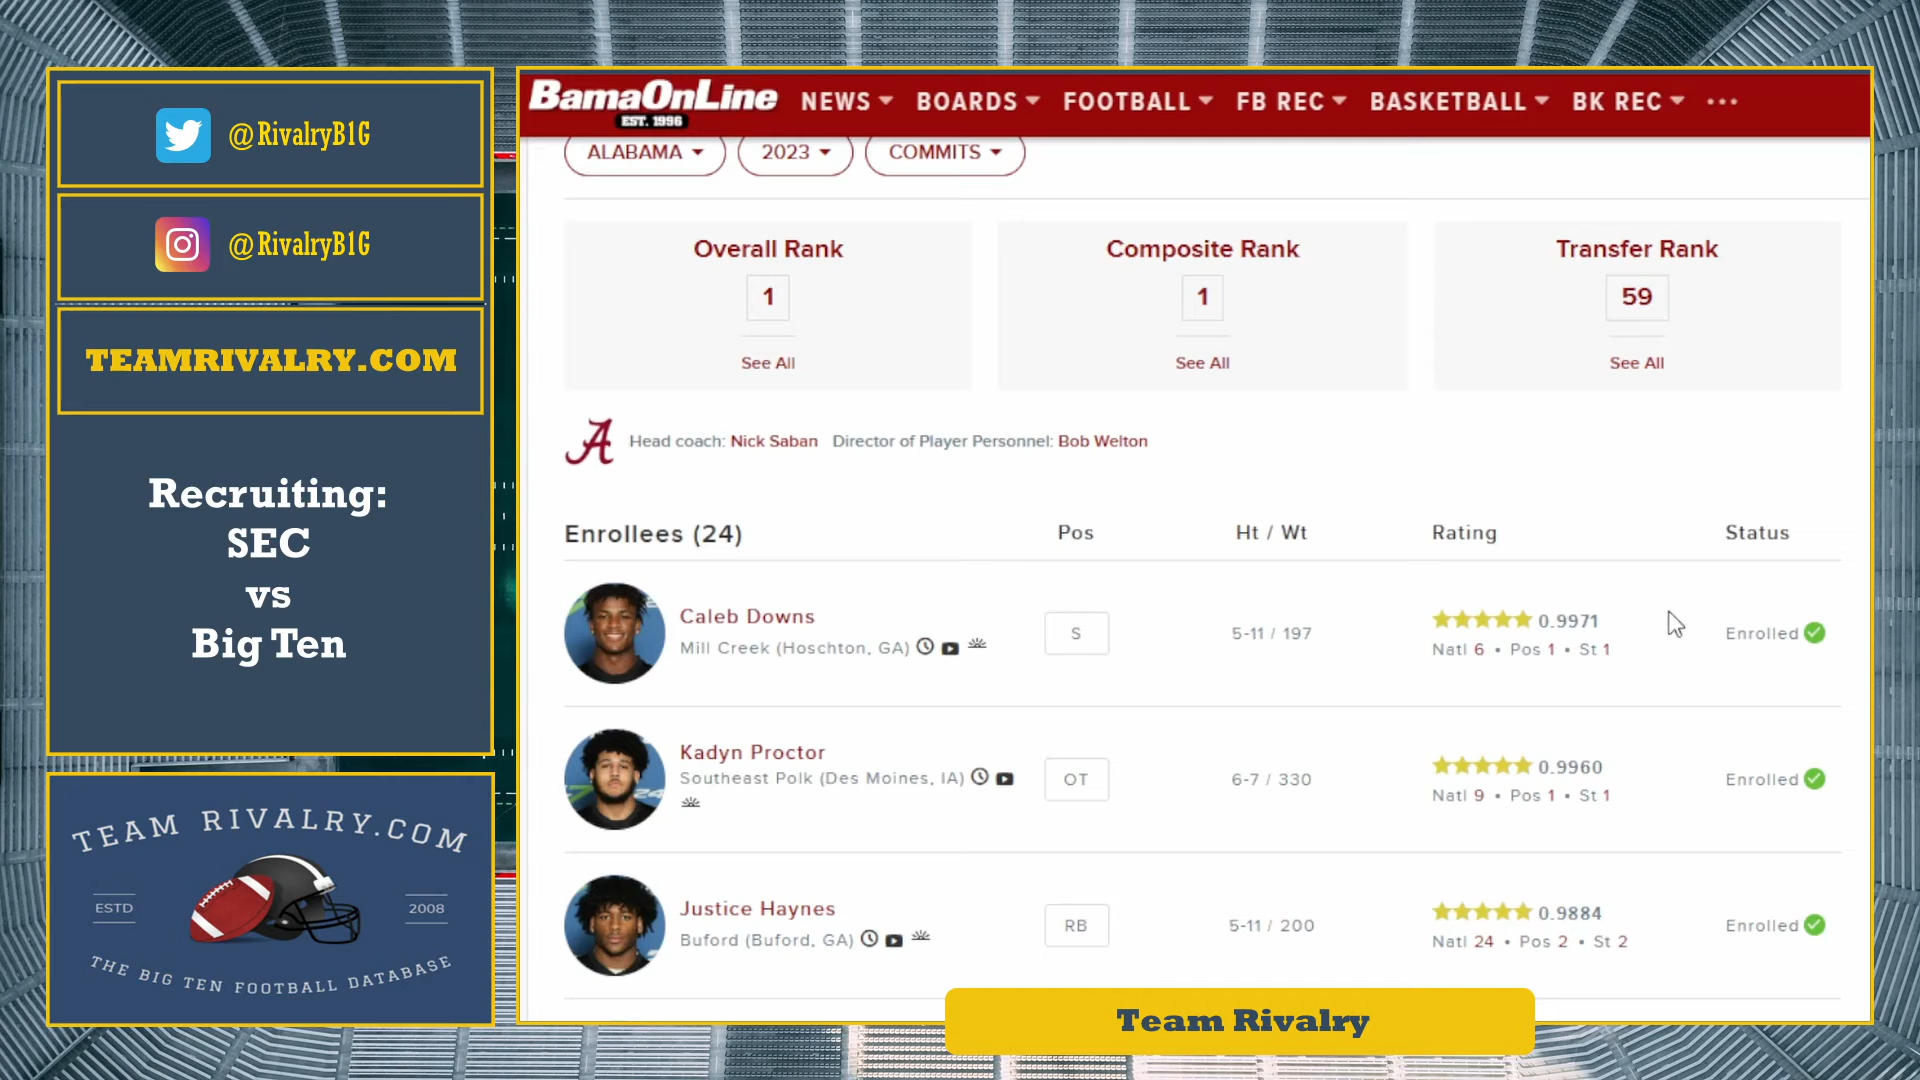 @RivalryB1G
@RivalryB1G
TEAMRIVALRY.COM
Recruiting:
SEC
vs
Big Ten
TEAM RIVALRY.COM
ESTD
2008
THE BIG TEN FOOTBALL DATABASE
BamaOnLine
EST. 1996
NEWS BOARDS FOOTBALL FB REC BASKETBALL BK REC
ALABAMA 2023 COMMITS
Overall Rank
1
See All
Composite Rank
1
See All
Transfer Rank
59
See All
A
Head coach: Nick Saban Director of Player Personnel: Bob Welton
Enrollees (24) Pos Ht / Wt Rating Status
Caleb Downs
Mill Creek (Hoschton, GA)
S
5-11 / 197
0.9971
Natl 6 • Pos 1 • St 1
Enrolled
Kadyn Proctor
Southeast Polk (Des Moines, IA)
OT
6-7 / 330
0.9960
Natl 9 • Pos 1 • St 1
Enrolled
Justice Haynes
Buford (Buford, GA)
RB
5-11 / 200
0.9884
Natl 24 • Pos 2 • St 2
Enrolled
Team Rivalry